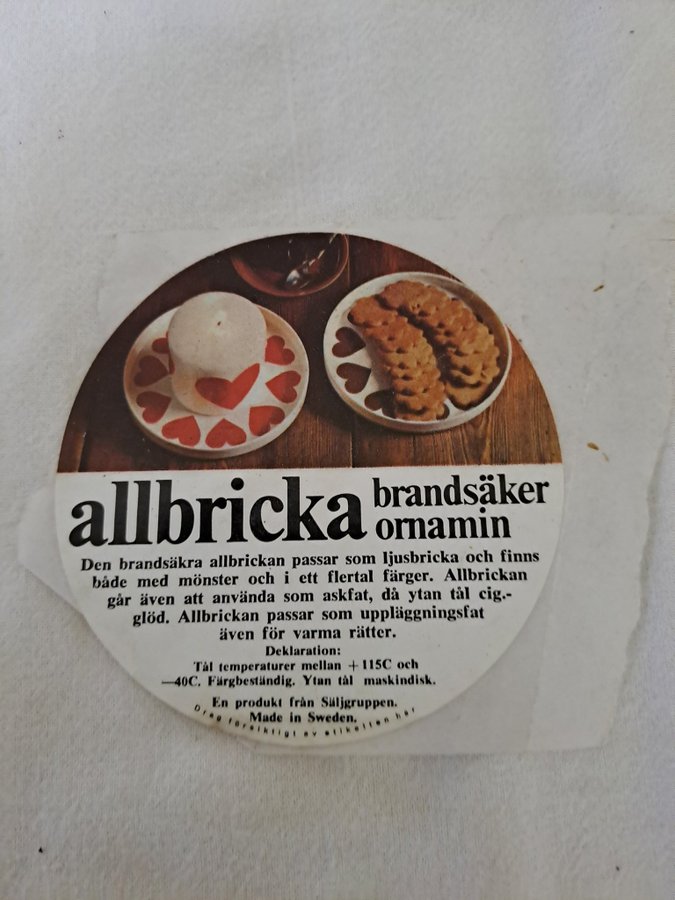 allbricka brandsäker
ornamin
Den brandsäkra allbrickan passar som ljusbricka och finns
både med mönster och i ett flertal färger. Allbrickan
går även att använda som askfat, då ytan tål cig.-
glöd. Allbrickan passar som uppläggningsfat
även för varma rätter.
Deklaration:
Tål temperaturer mellan +115C och
—40C. Färgbeständig. Ytan tål maskindisk.
En produkt från Säljgruppen.
Made in Sweden.
Drag försiktigt av etiketten här